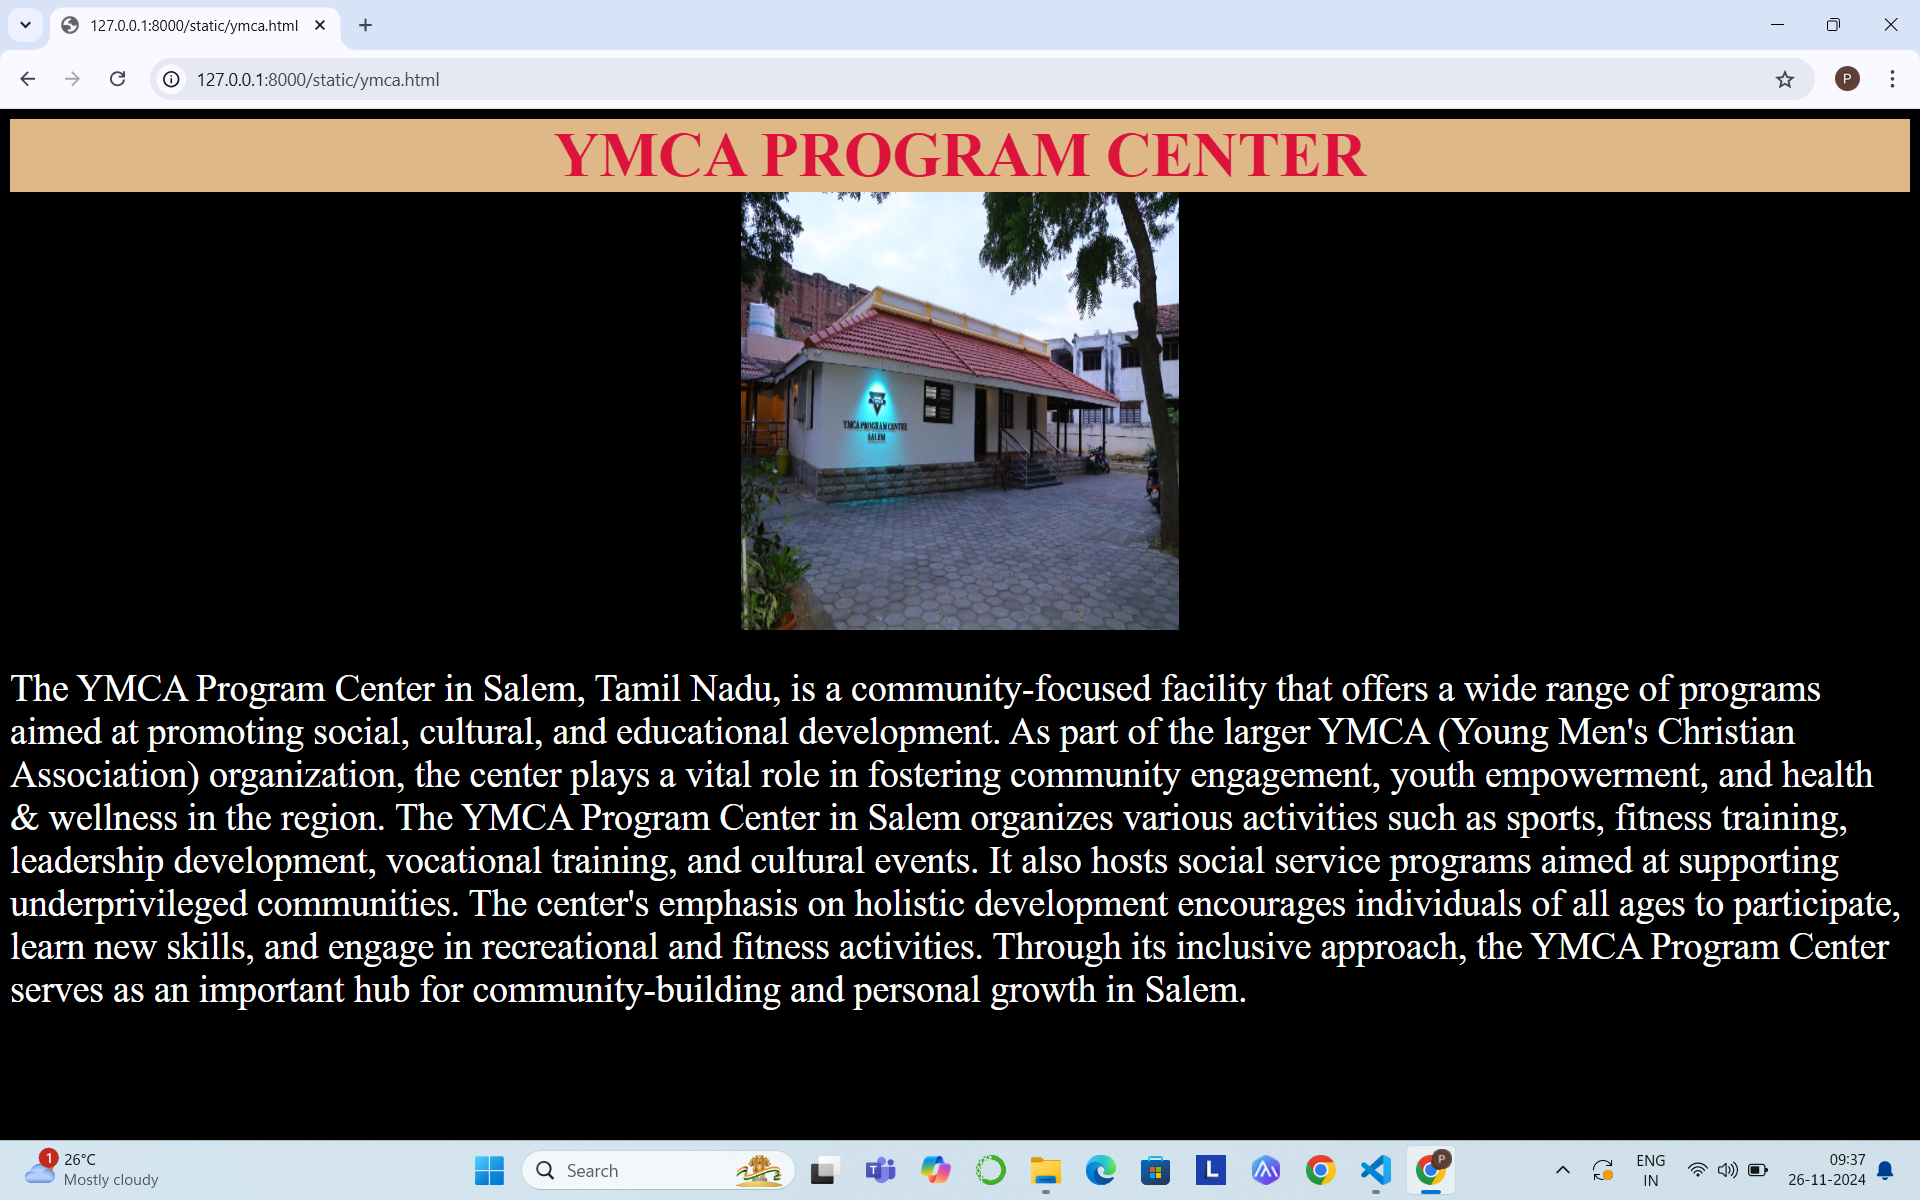 127.0.0.1:8000/static/ymca.html
127.0.0.1:8000/static/ymca.html
P
YMCA PROGRAM CENTER
YMCA PROGRAM CENTRE
SALEM
The YMCA Program Center in Salem, Tamil Nadu, is a community-focused facility that offers a wide range of programs
aimed at promoting social, cultural, and educational development. As part of the larger YMCA (Young Men's Christian
Association) organization, the center plays a vital role in fostering community engagement, youth empowerment, and health
& wellness in the region. The YMCA Program Center in Salem organizes various activities such as sports, fitness training,
leadership development, vocational training, and cultural events. It also hosts social service programs aimed at supporting
underprivileged communities. The center's emphasis on holistic development encourages individuals of all ages to participate,
learn new skills, and engage in recreational and fitness activities. Through its inclusive approach, the YMCA Program Center
serves as an important hub for community-building and personal growth in Salem.
1
26°C
Mostly cloudy
Search
L
P
ENG
IN
09:37
26-11-2024